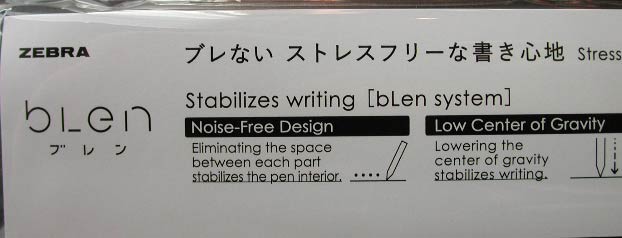 ZEBRA
ブレない ストレスフリーな書き心地 Stress
bLen
ブレン
Stabilizes writing [bLen system]
Noise-Free Design
Eliminating the space
between each part
stabilizes the pen interior.
Low Center of Gravity
Lowering the
center of gravity
stabilizes writing.